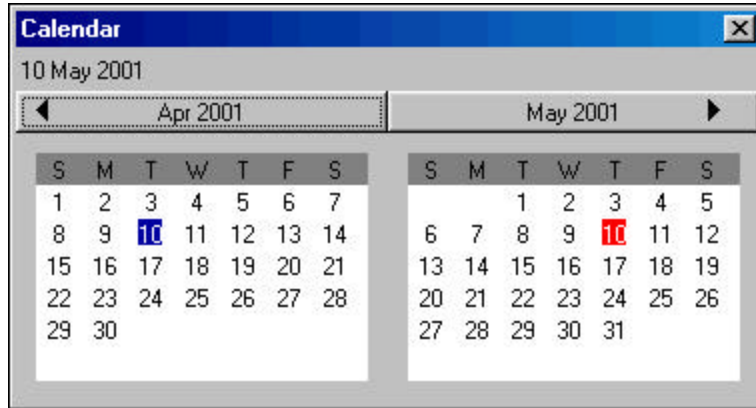 Calendar
10 May 2001
Apr 2001 May 2001
S M T W T F S
1 2 3 4 5 6 7
8 9 10 11 12 13 14
15 16 17 18 19 20 21
22 23 24 25 26 27 28
29 30
S M T W T F S
1 2 3 4 5
6 7 8 9 10 11 12
13 14 15 16 17 18 19
20 21 22 23 24 25 26
27 28 29 30 31